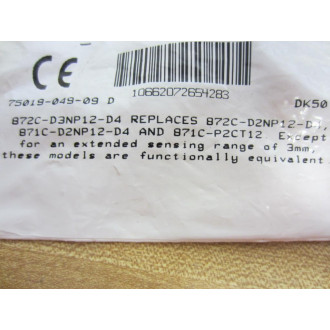 CE
10662072654283
75019-049-09 D
DK50
872C-D3NP12-D4 REPLACES 872C-D2NP12-D4,
871C-D2NP12-D4 AND 871C-P2CT12. Except
for an extended sensing range of 3mm,
these models are functionally equivalent.